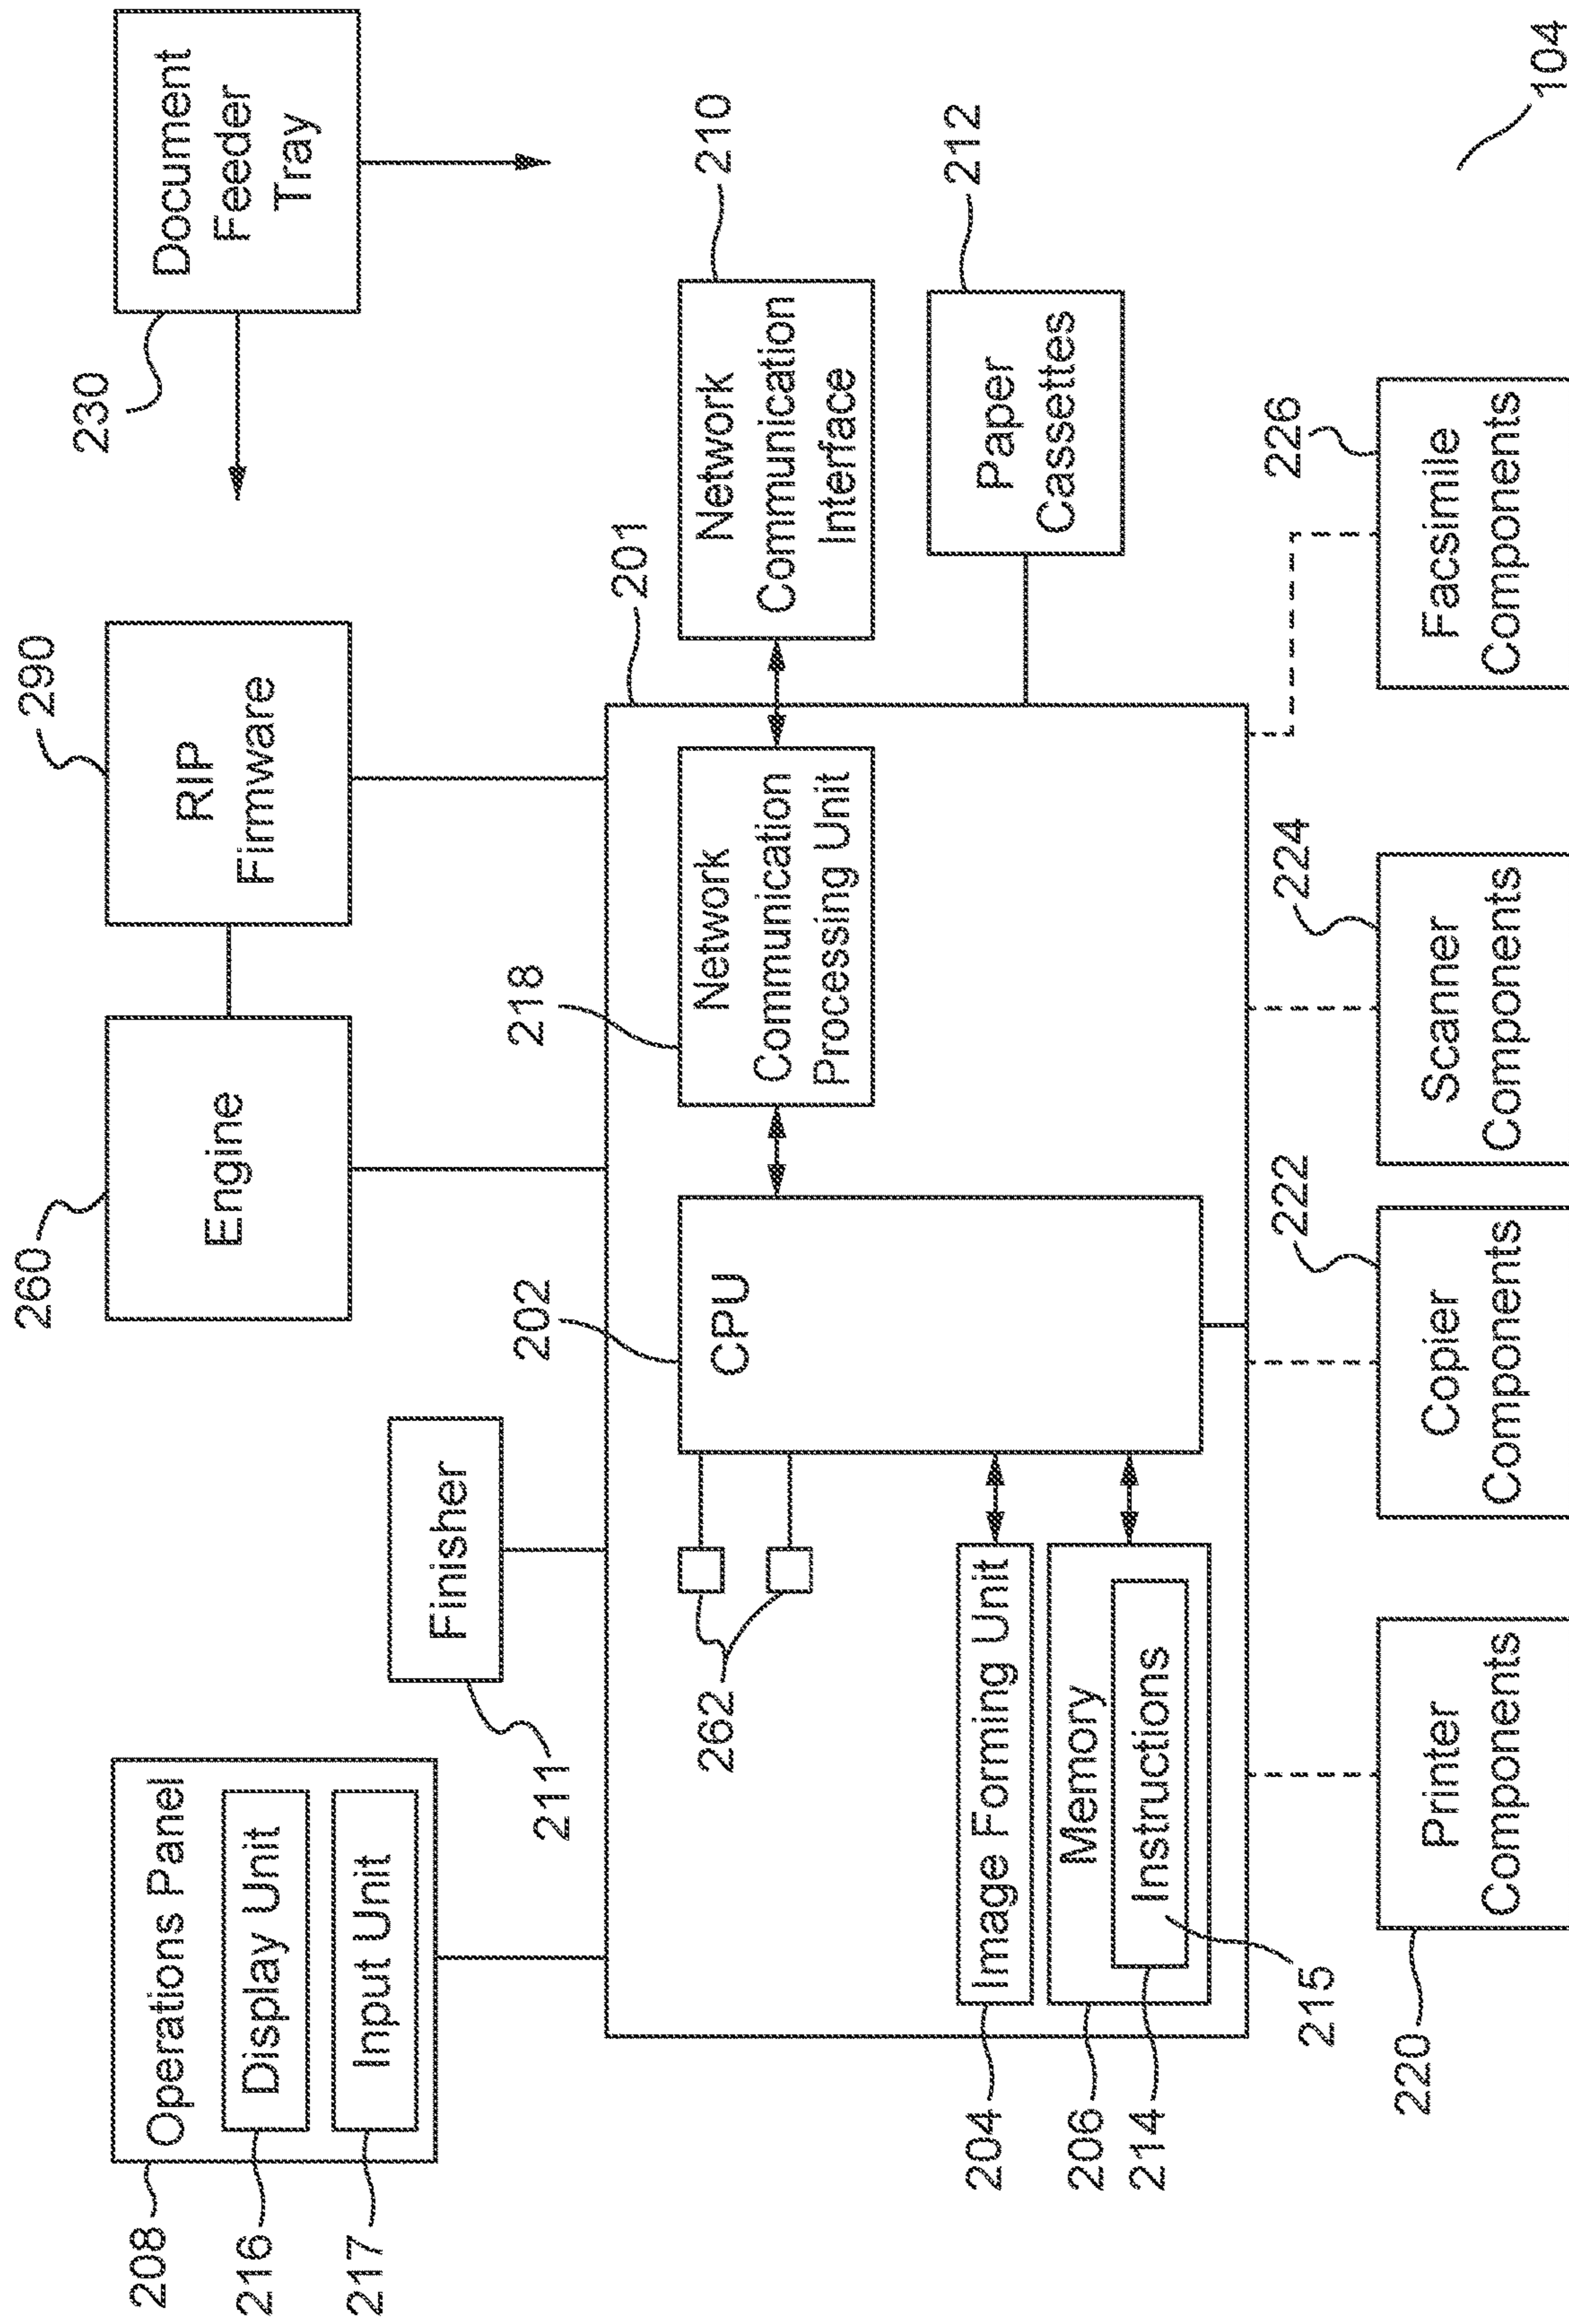 208
Operations Panel
216
Display Unit
217
Input Unit
211
Finisher
260
Engine
290
RIP
Firmware
230
Document
Feeder
Tray
201
202
CPU
218
Network
Communication
Processing Unit
210
Network
Communication
Interface
212
Paper
Cassettes
262
204
Image Forming Unit
206
Memory
214
Instructions
215
220
Printer
Components
222
Copier
Components
224
Scanner
Components
226
Facsimile
Components
104